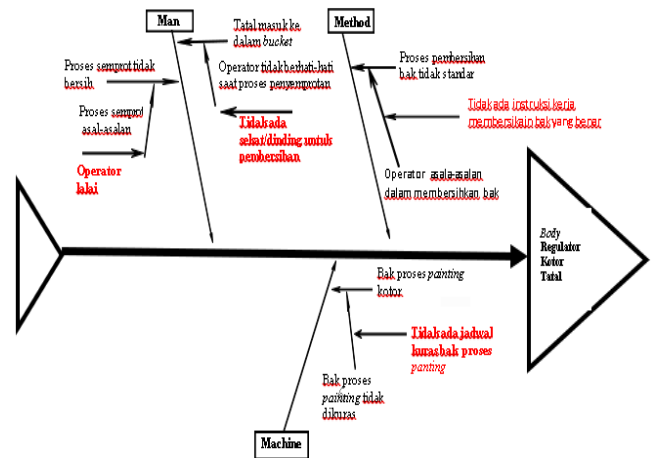 Man
Method
Tatal masuk ke
dalam bucket
Proses semprot tidak
bersih
Operator tidak berhati-hati
saat proses penyemprotan
Proses pembersihan
bak tidak standar
Proses semprot
asal-asalan
Tidak ada
sekat/dinding untuk
pembersihan
Tidak ada instruksi kerja
membersikain bak yang benar
Operator
lalai
Operator asala-asalan
dalam membersihkan bak
Body
Regulator
Kotor
Tatal
Bak proses painting
kotor
Tidak ada jadwal
kuras bak proses
panting
Bak proses
painting tidak
dikuras
Machine